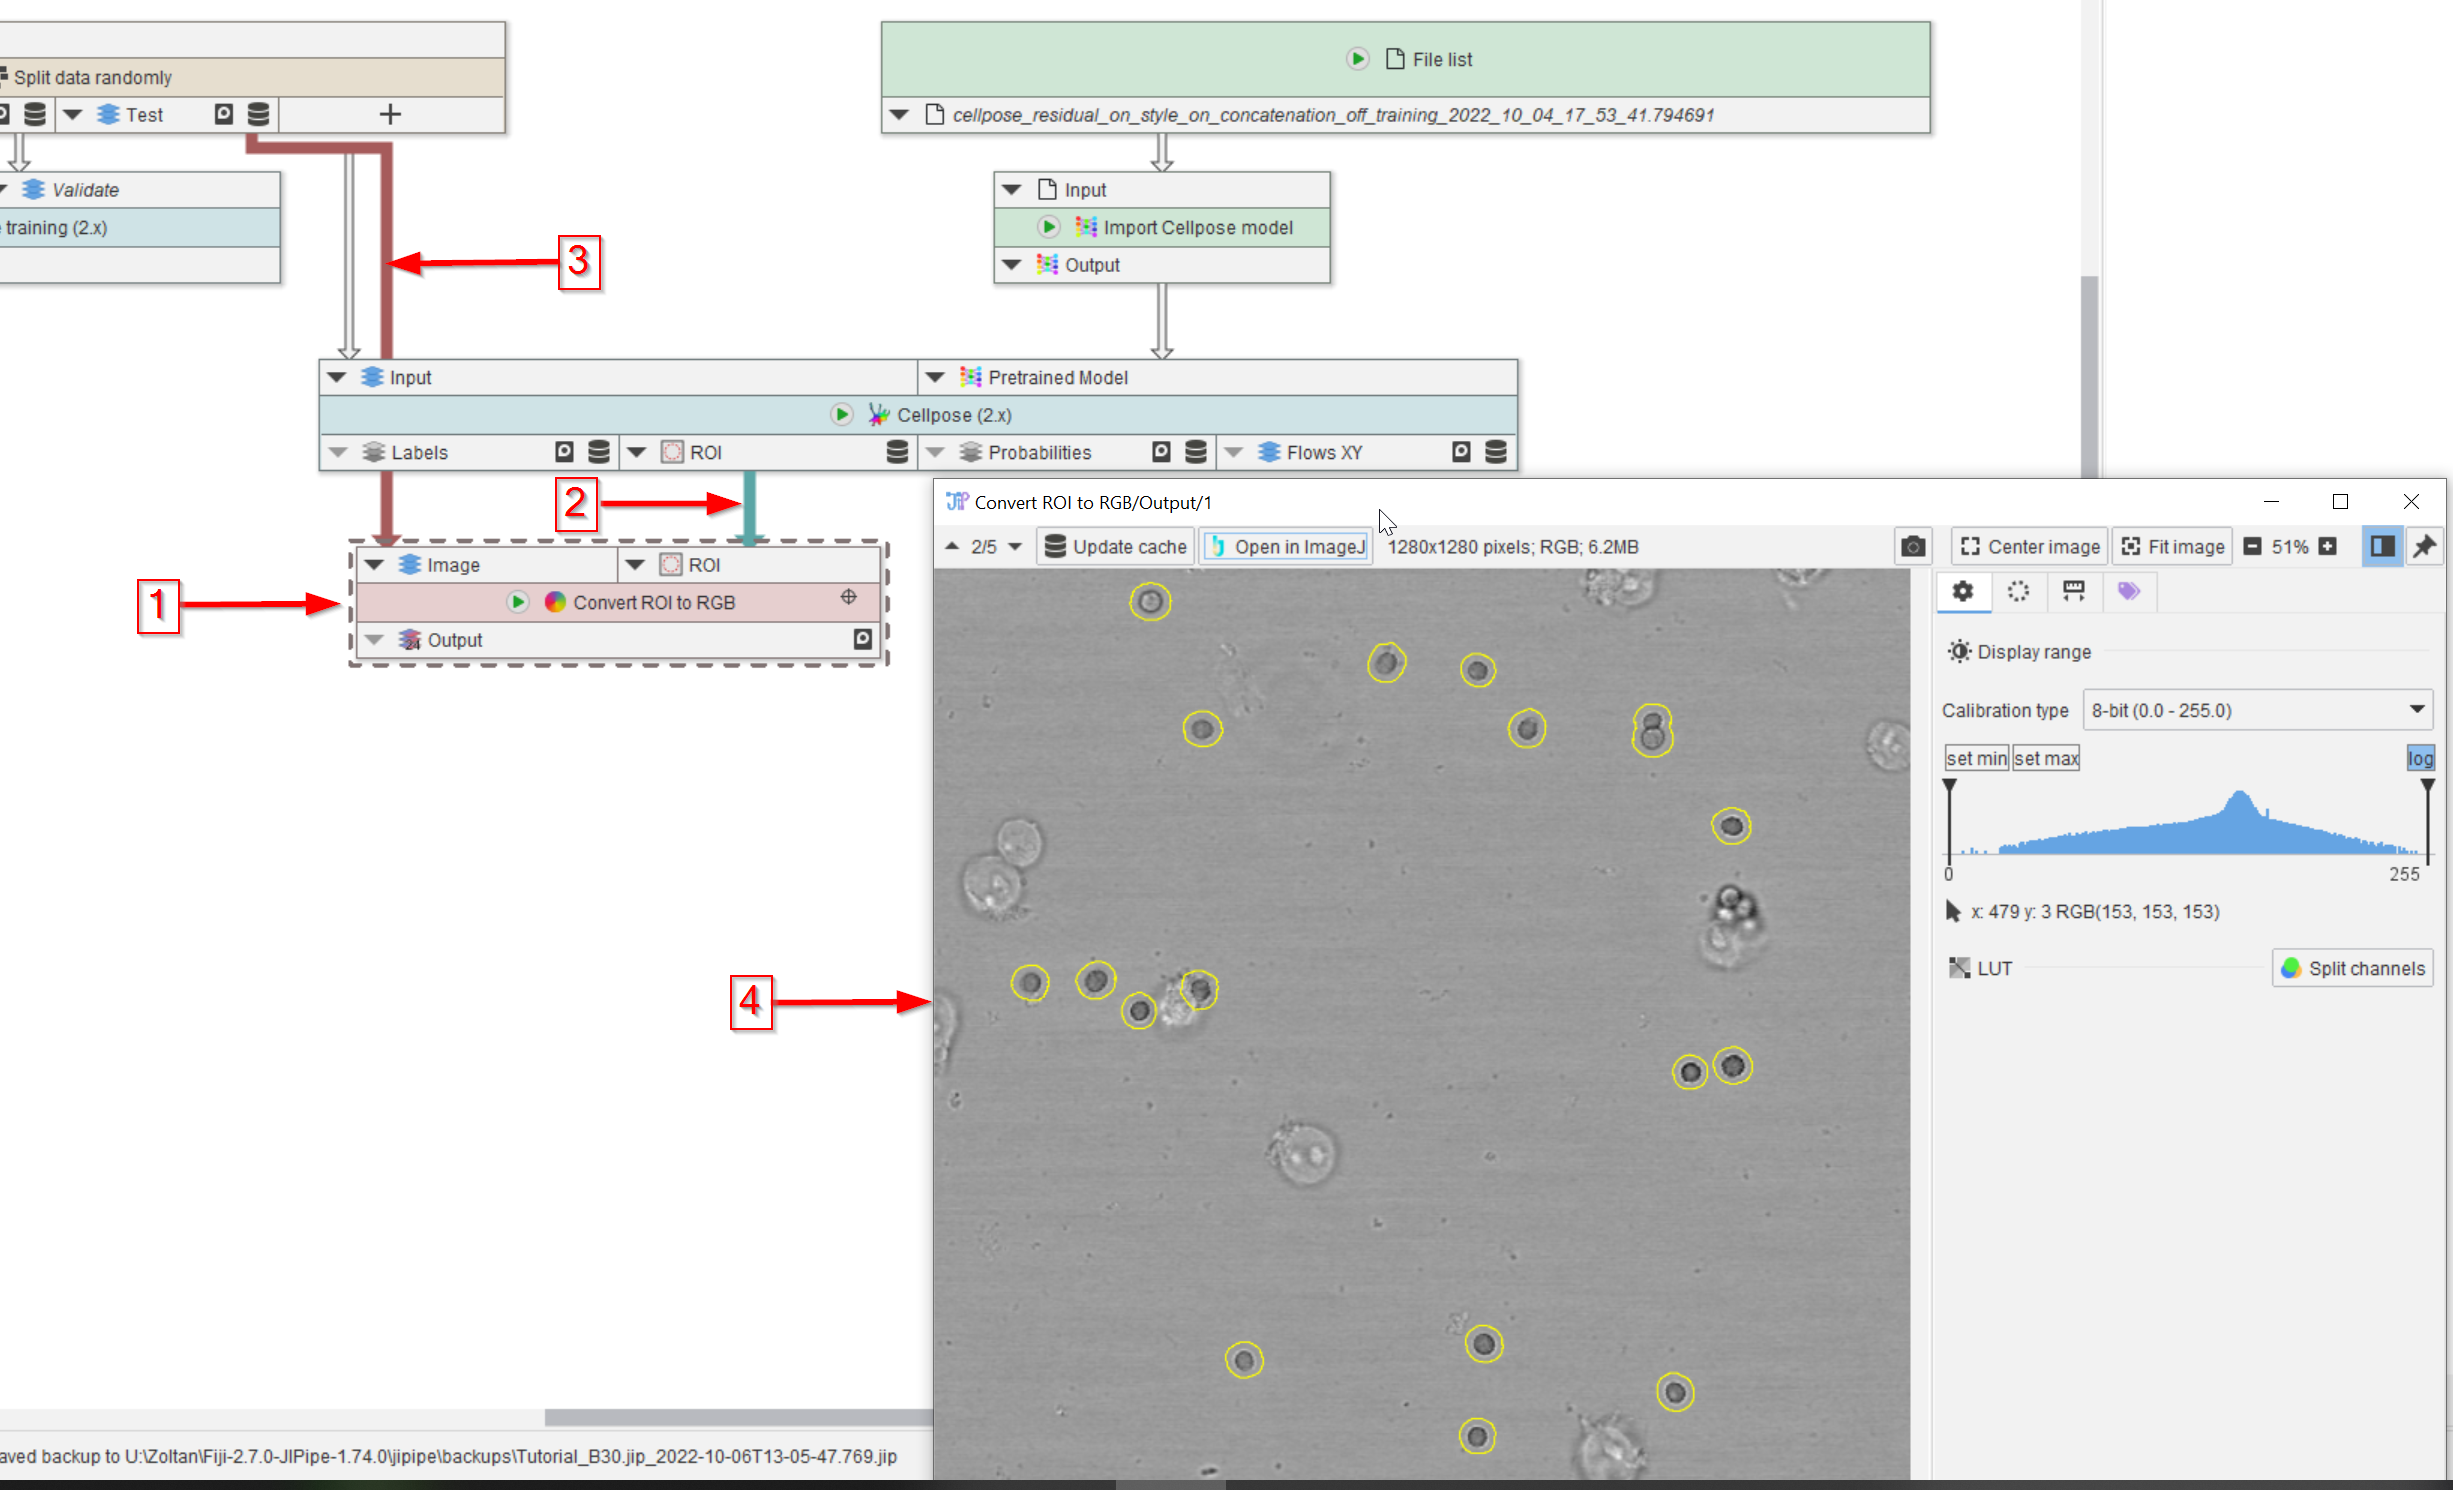 Split data randomly
Test
Validate
training (2.x)
File list
cellpose_residual_on_style_on_concatenation_off_training_2022_10_04_17_53_41.794691
Input
Import Cellpose model
Output
3
Input
Pretrained Model
Cellpose (2.x)
Labels
ROI
Probabilities
Flows XY
2
Image
ROI
Convert ROI to RGB
24
Output
1
4
JIP Convert ROI to RGB/Output/1
2/5
Update cache
Open in ImageJ
1280x1280 pixels; RGB; 6.2MB
Center image
Fit image
51%
Display range
Calibration type
8-bit (0.0 - 255.0)
set min
set max
log
0
255
x: 479 y: 3 RGB(153, 153, 153)
LUT
Split channels
aved backup to U:\Zoltan\Fiji-2.7.0-JIPipe-1.74.0\jipipe\backups\Tutorial_B30.jip_2022-10-06T13-05-47.769.jip